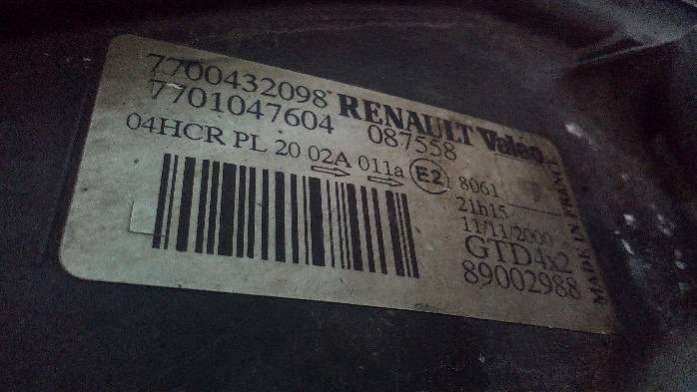 7700432098 RENAULT Valeo
7701047604 087558
04HCR PL 20 02A 011a E2 8061
21h15
11/11/2000
GTD4x2
89002988
MADE IN FRANCE